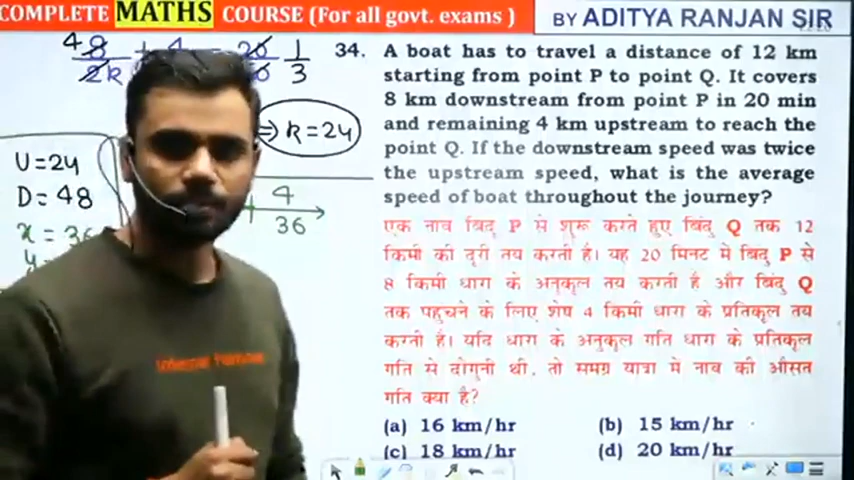 COMPLETE MATHS COURSE (For all govt. exams)
BY ADITYA RANJAN SIR
1
3
⇒ k = 24
U = 24
D = 48
4
36
34. A boat has to travel a distance of 12 km
starting from point P to point Q. It covers
8 km downstream from point P in 20 min
and remaining 4 km upstream to reach the
point Q. If the downstream speed was twice
the upstream speed, what is the average
speed of boat throughout the journey?
एक नाव बिंदु P से शुरू करते हुए बिंदु Q तक 12
किमी की दूरी तय करती है। यह 20 मिनट में बिंदु P से
8 किमी धारा के अनुकूल तय करती है और बिंदु Q
तक पहुचने के लिए शेष 4 किमी धारा के प्रतिकूल तय
करती है। यदि धारा के अनुकूल गति धारा के प्रतिकूल
गति से दोगुनी थी, तो समग्र यात्रा में नाव की औसत
गति क्या है?
(a) 16 km/hr (b) 15 km/hr
(c) 18 km/hr (d) 20 km/hr